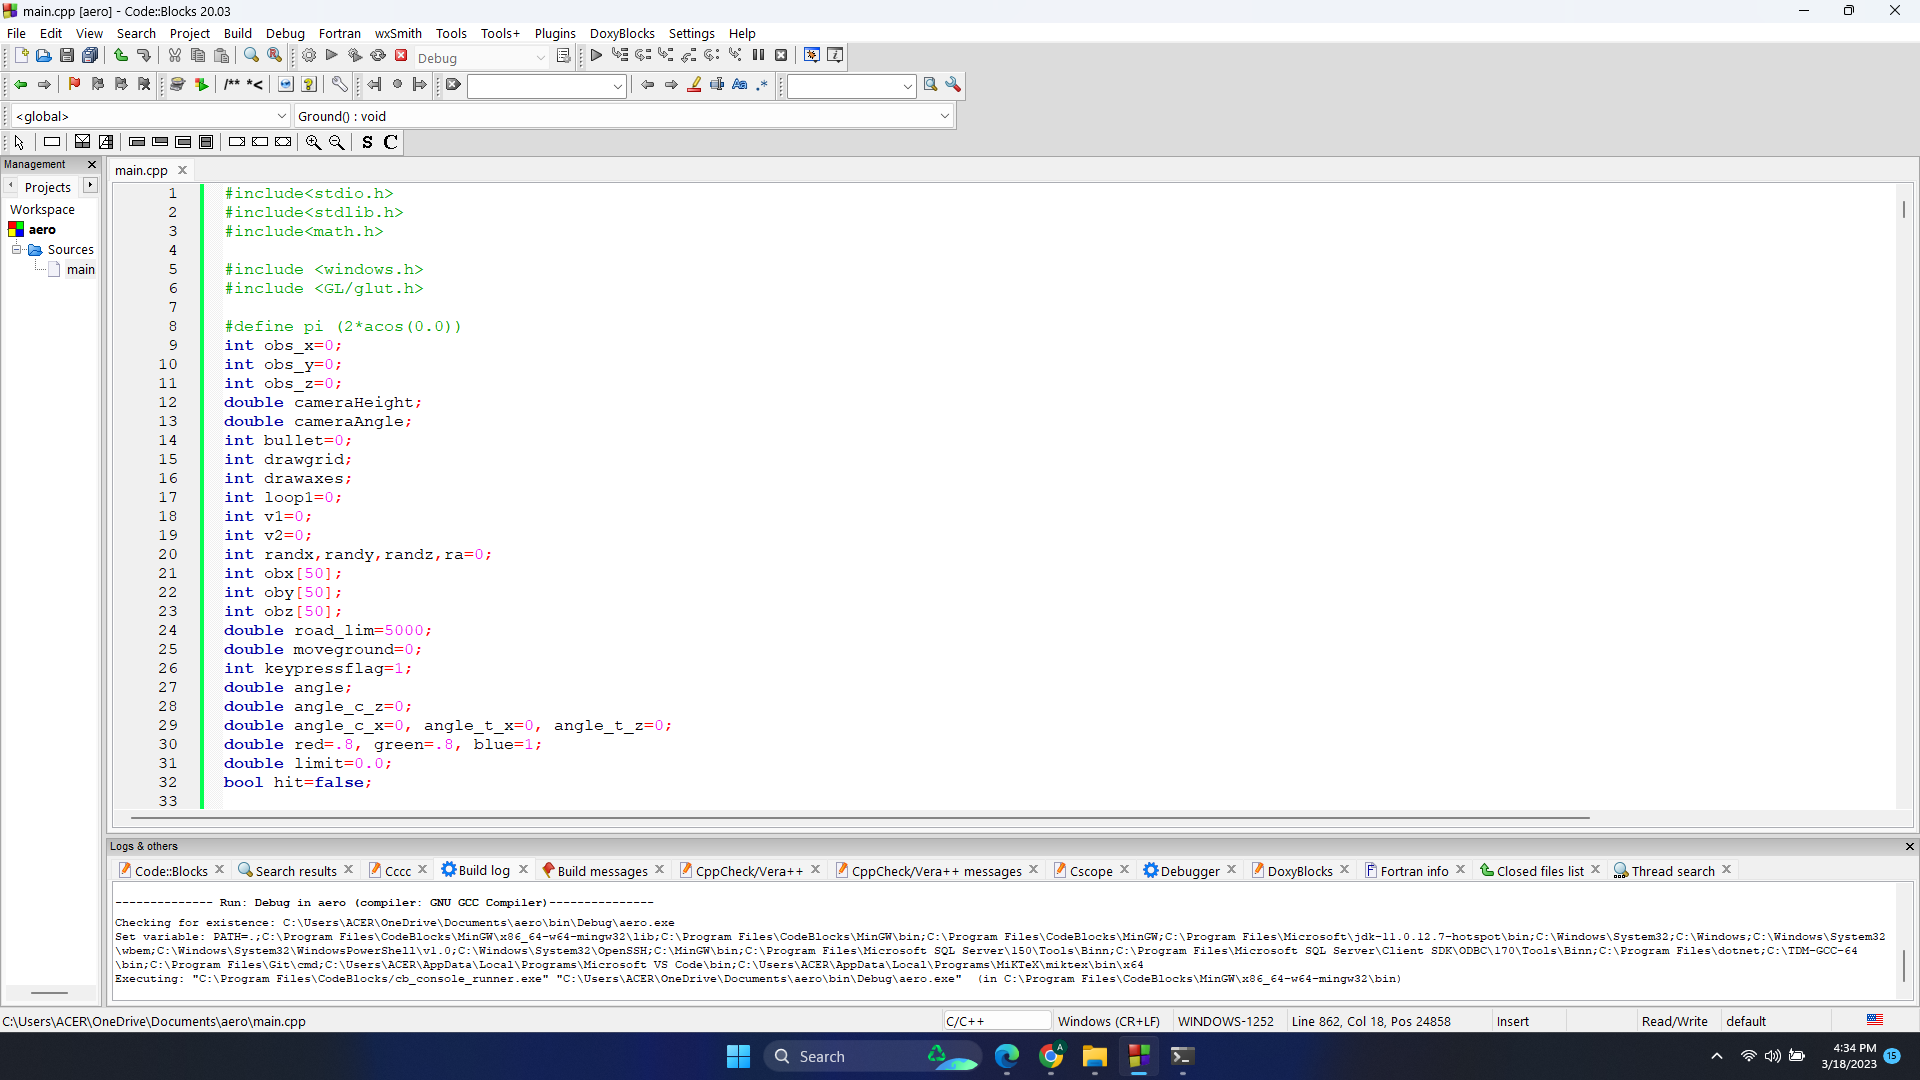 main.cpp [aero] - Code::Blocks 20.03
File Edit View Search Project Build Debug Fortran wxSmith Tools Tools+ Plugins DoxyBlocks Settings Help
Debug
/** *<
<global> Ground() : void
S C
Management
main.cpp
Projects
Workspace
aero
Sources
main
1 #include<stdio.h>
2 #include<stdlib.h>
3 #include<math.h>
4
5 #include <windows.h>
6 #include <GL/glut.h>
7
8 #define pi (2*acos(0.0))
9 int obs_x=0;
10 int obs_y=0;
11 int obs_z=0;
12 double cameraHeight;
13 double cameraAngle;
14 int bullet=0;
15 int drawgrid;
16 int drawaxes;
17 int loop1=0;
18 int v1=0;
19 int v2=0;
20 int randx,randy,randz,ra=0;
21 int obx[50];
22 int oby[50];
23 int obz[50];
24 double road_lim=5000;
25 double moveground=0;
26 int keypressflag=1;
27 double angle;
28 double angle_c_z=0;
29 double angle_c_x=0, angle_t_x=0, angle_t_z=0;
30 double red=.8, green=.8, blue=1;
31 double limit=0.0;
32 bool hit=false;
33
Logs & others
Code::Blocks Search results Cccc Build log Build messages CppCheck/Vera++ CppCheck/Vera++ messages Cscope Debugger DoxyBlocks Fortran info Closed files list Thread search
-------------- Run: Debug in aero (compiler: GNU GCC Compiler)---------------
Checking for existence: C:\Users\ACER\OneDrive\Documents\aero\bin\Debug\aero.exe
Set variable: PATH=.;C:\Program Files\CodeBlocks\MinGW\x86_64-w64-mingw32\lib;C:\Program Files\CodeBlocks\MinGW\bin;C:\Program Files\CodeBlocks\MinGW;C:\Program Files\Microsoft\jdk-11.0.12.7-hotspot\bin;C:\Windows\System32;C:\Windows;C:\Windows\System32
\wbem;C:\Windows\System32\WindowsPowerShell\v1.0;C:\Windows\System32\OpenSSH;C:\MinGW\bin;C:\Program Files\Microsoft SQL Server\150\Tools\Binn;C:\Program Files\Microsoft SQL Server\Client SDK\ODBC\170\Tools\Binn;C:\Program Files\dotnet;C:\TDM-GCC-64
\bin;C:\Program Files\Git\cmd;C:\Users\ACER\AppData\Local\Programs\Microsoft VS Code\bin;C:\Users\ACER\AppData\Local\Programs\MiKTeX\miktex\bin\x64
Executing: "C:\Program Files\CodeBlocks/cb_console_runner.exe" "C:\Users\ACER\OneDrive\Documents\aero\bin\Debug\aero.exe"  (in C:\Program Files\CodeBlocks\MinGW\x86_64-w64-mingw32\bin)
C:\Users\ACER\OneDrive\Documents\aero\main.cpp C/C++ Windows (CR+LF) WINDOWS-1252 Line 862, Col 18, Pos 24858 Insert Read/Write default
Search
4:34 PM
3/18/2023
15